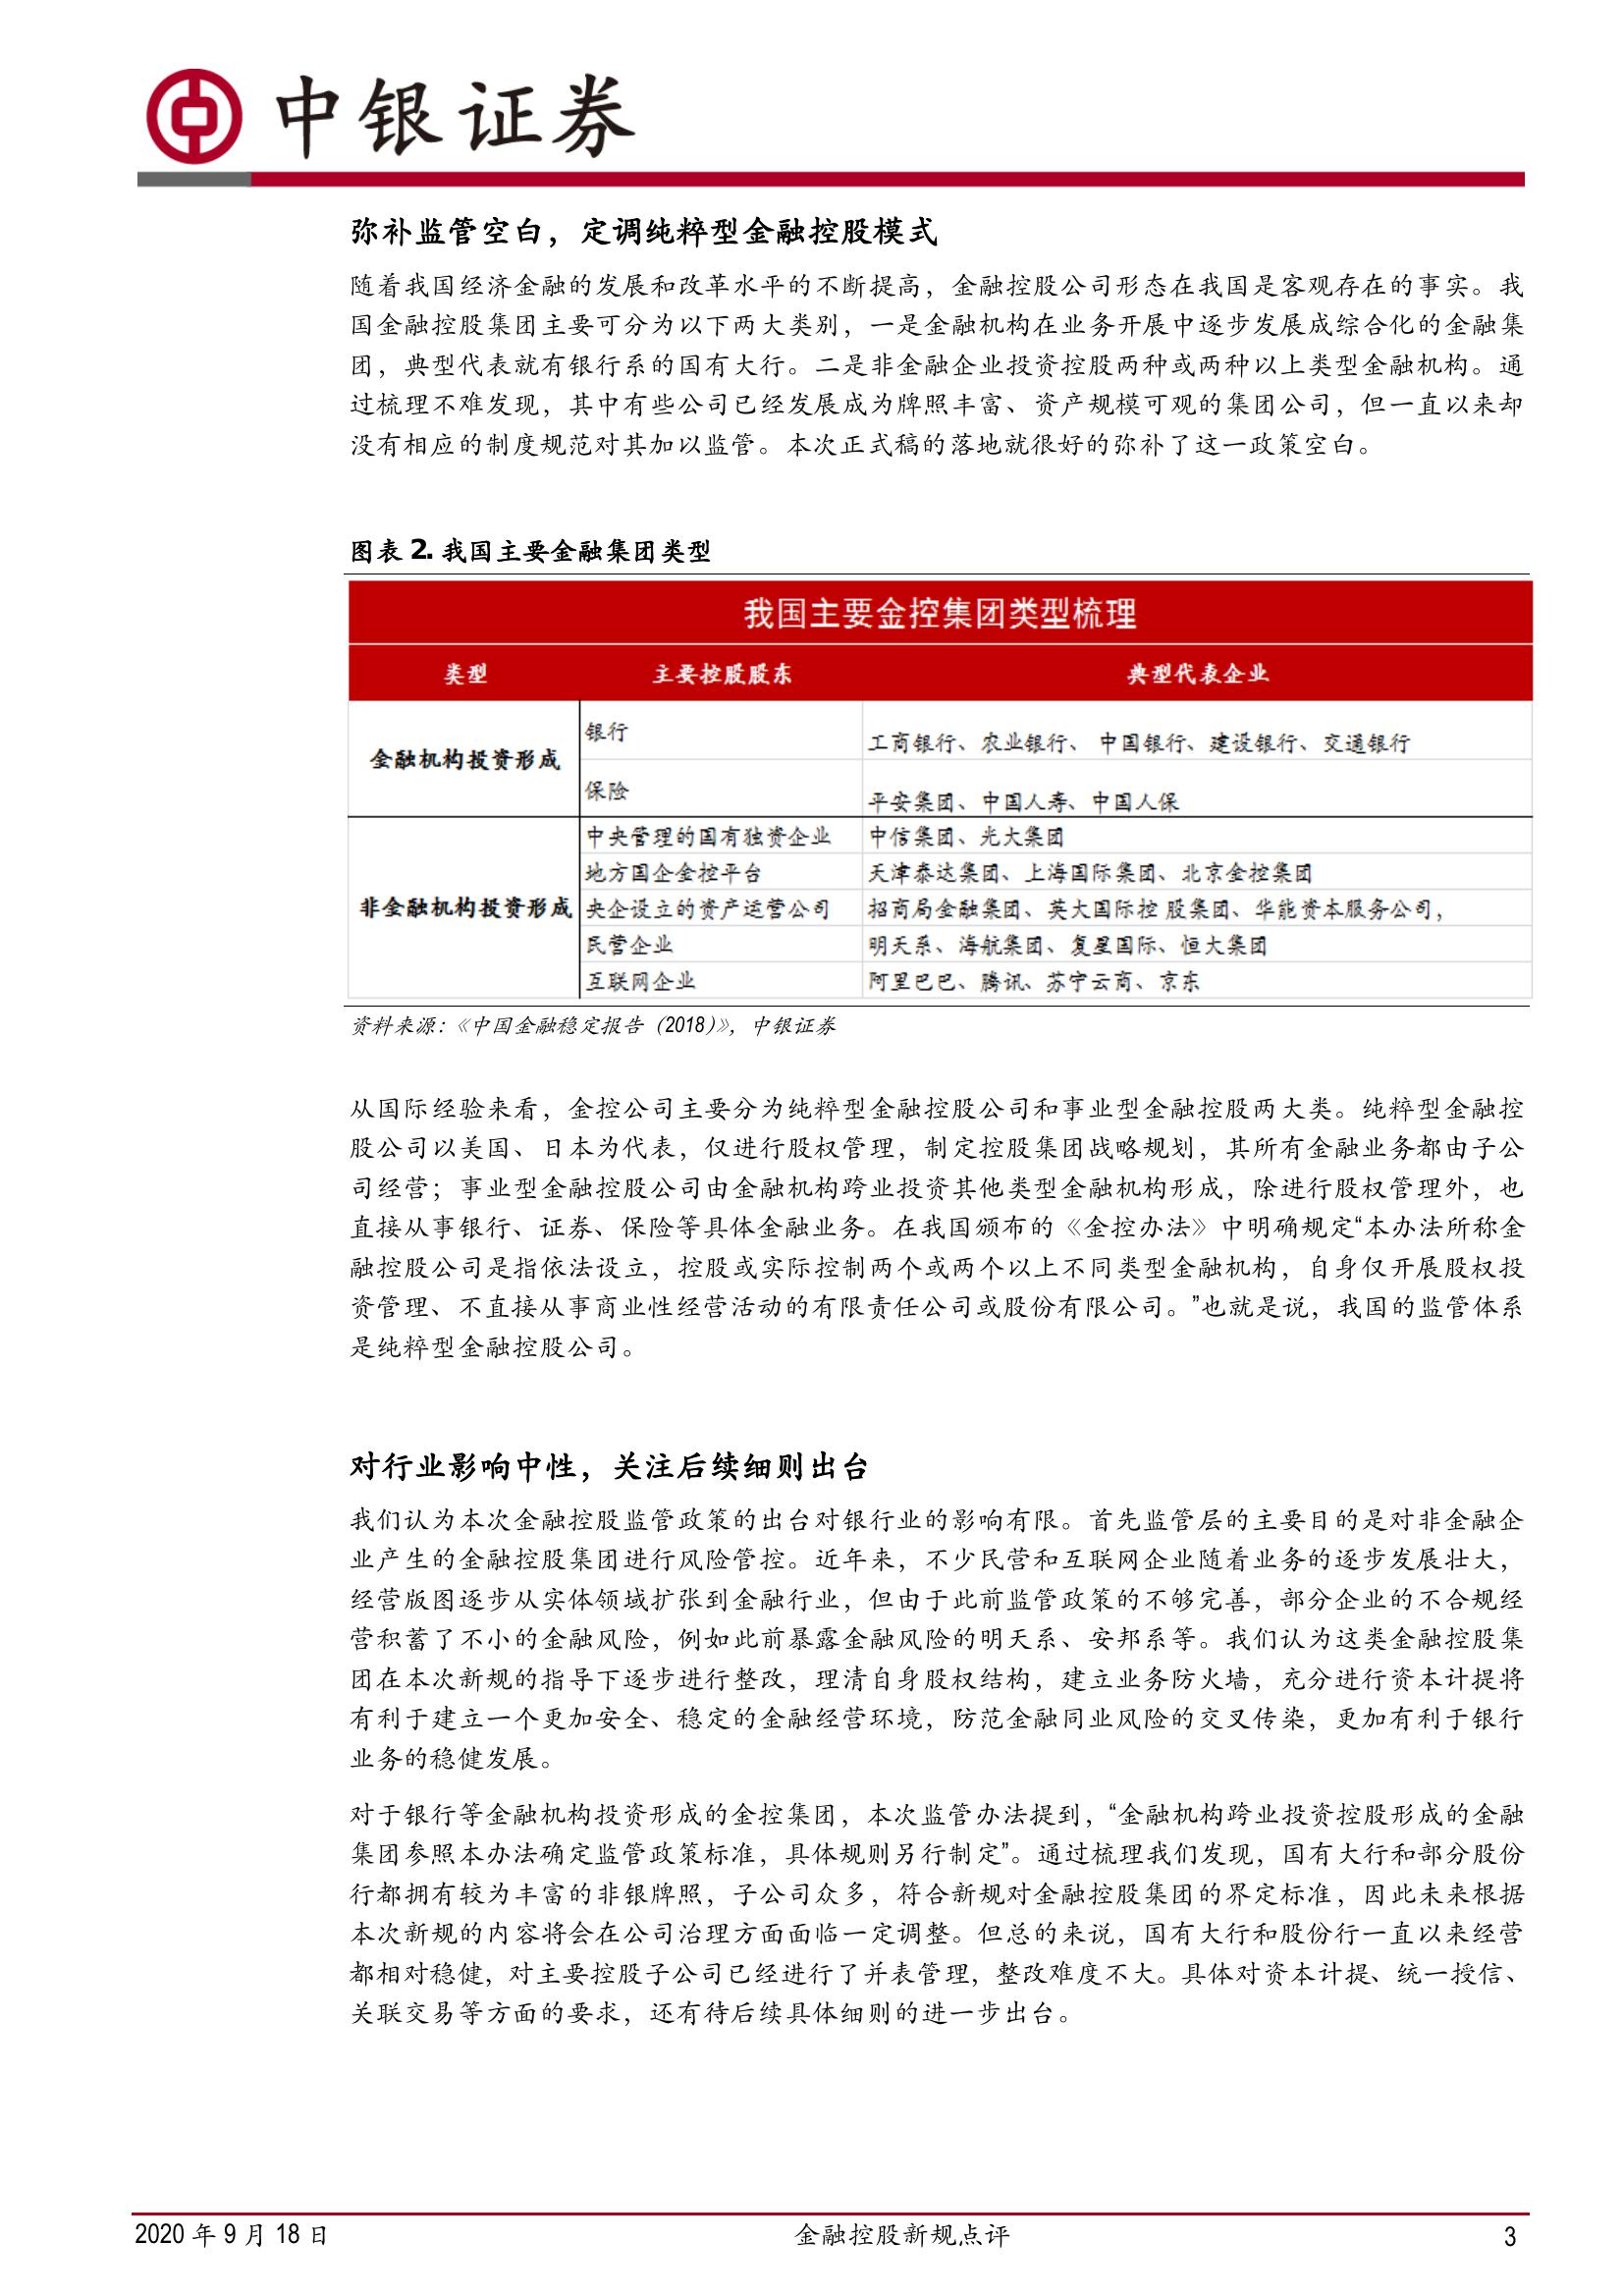 中银证券
弥补监管空白，定调纯粹型金融控股模式
随着我国经济金融的发展和改革水平的不断提高，金融控股公司形态在我国是客观存在的事实。我
国金融控股集团主要可分为以下两大类别，一是金融机构在业务开展中逐步发展成综合化的金融集
团，典型代表就有银行系的国有大行。二是非金融企业投资控股两种或两种以上类型金融机构。通
过梳理不难发现，其中有些公司已经发展成为牌照丰富、资产规模可观的集团公司，但一直以来却
没有相应的制度规范对其加以监管。本次正式稿的落地就很好的弥补了这一政策空白。
图表 2. 我国主要金融集团类型
我国主要金控集团类型梳理
类型 主要控股股东 典型代表企业
金融机构投资形成
银行 工商银行、农业银行、 中国银行、建设银行、交通银行
保险 平安集团、中国人寿、中国人保
非金融机构投资形成
中央管理的国有独资企业 中信集团、光大集团
地方国企金控平台 天津泰达集团、上海国际集团、北京金控集团
央企设立的资产运营公司 招商局金融集团、英大国际控 股集团、华能资本服务公司，
民营企业 明天系、海航集团、复星国际、恒大集团
互联网企业 阿里巴巴、腾讯、苏宁云商、京东
资料来源：《中国金融稳定报告（2018）》，中银证券
从国际经验来看，金控公司主要分为纯粹型金融控股公司和事业型金融控股两大类。纯粹型金融控
股公司以美国、日本为代表，仅进行股权管理，制定控股集团战略规划，其所有金融业务都由子公
司经营；事业型金融控股公司由金融机构跨业投资其他类型金融机构形成，除进行股权管理外，也
直接从事银行、证券、保险等具体金融业务。在我国颁布的《金控办法》中明确规定“本办法所称金
融控股公司是指依法设立，控股或实际控制两个或两个以上不同类型金融机构，自身仅开展股权投
资管理、不直接从事商业性经营活动的有限责任公司或股份有限公司。”也就是说，我国的监管体系
是纯粹型金融控股公司。
对行业影响中性，关注后续细则出台
我们认为本次金融控股监管政策的出台对银行业的影响有限。首先监管层的主要目的是对非金融企
业产生的金融控股集团进行风险管控。近年来，不少民营和互联网企业随着业务的逐步发展壮大，
经营版图逐步从实体领域扩张到金融行业，但由于此前监管政策的不够完善，部分企业的不合规经
营积蓄了不小的金融风险，例如此前暴露金融风险的明天系、安邦系等。我们认为这类金融控股集
团在本次新规的指导下逐步进行整改，理清自身股权结构，建立业务防火墙，充分进行资本计提将
有利于建立一个更加安全、稳定的金融经营环境，防范金融同业风险的交叉传染，更加有利于银行
业务的稳健发展。
对于银行等金融机构投资形成的金控集团，本次监管办法提到，“金融机构跨业投资控股形成的金融
集团参照本办法确定监管政策标准，具体规则另行制定”。通过梳理我们发现，国有大行和部分股份
行都拥有较为丰富的非银牌照，子公司众多，符合新规对金融控股集团的界定标准，因此未来根据
本次新规的内容将会在公司治理方面面临一定调整。但总的来说，国有大行和股份行一直以来经营
都相对稳健，对主要控股子公司已经进行了并表管理，整改难度不大。具体对资本计提、统一授信、
关联交易等方面的要求，还有待后续具体细则的进一步出台。
2020 年 9 月 18 日 金融控股新规点评 3